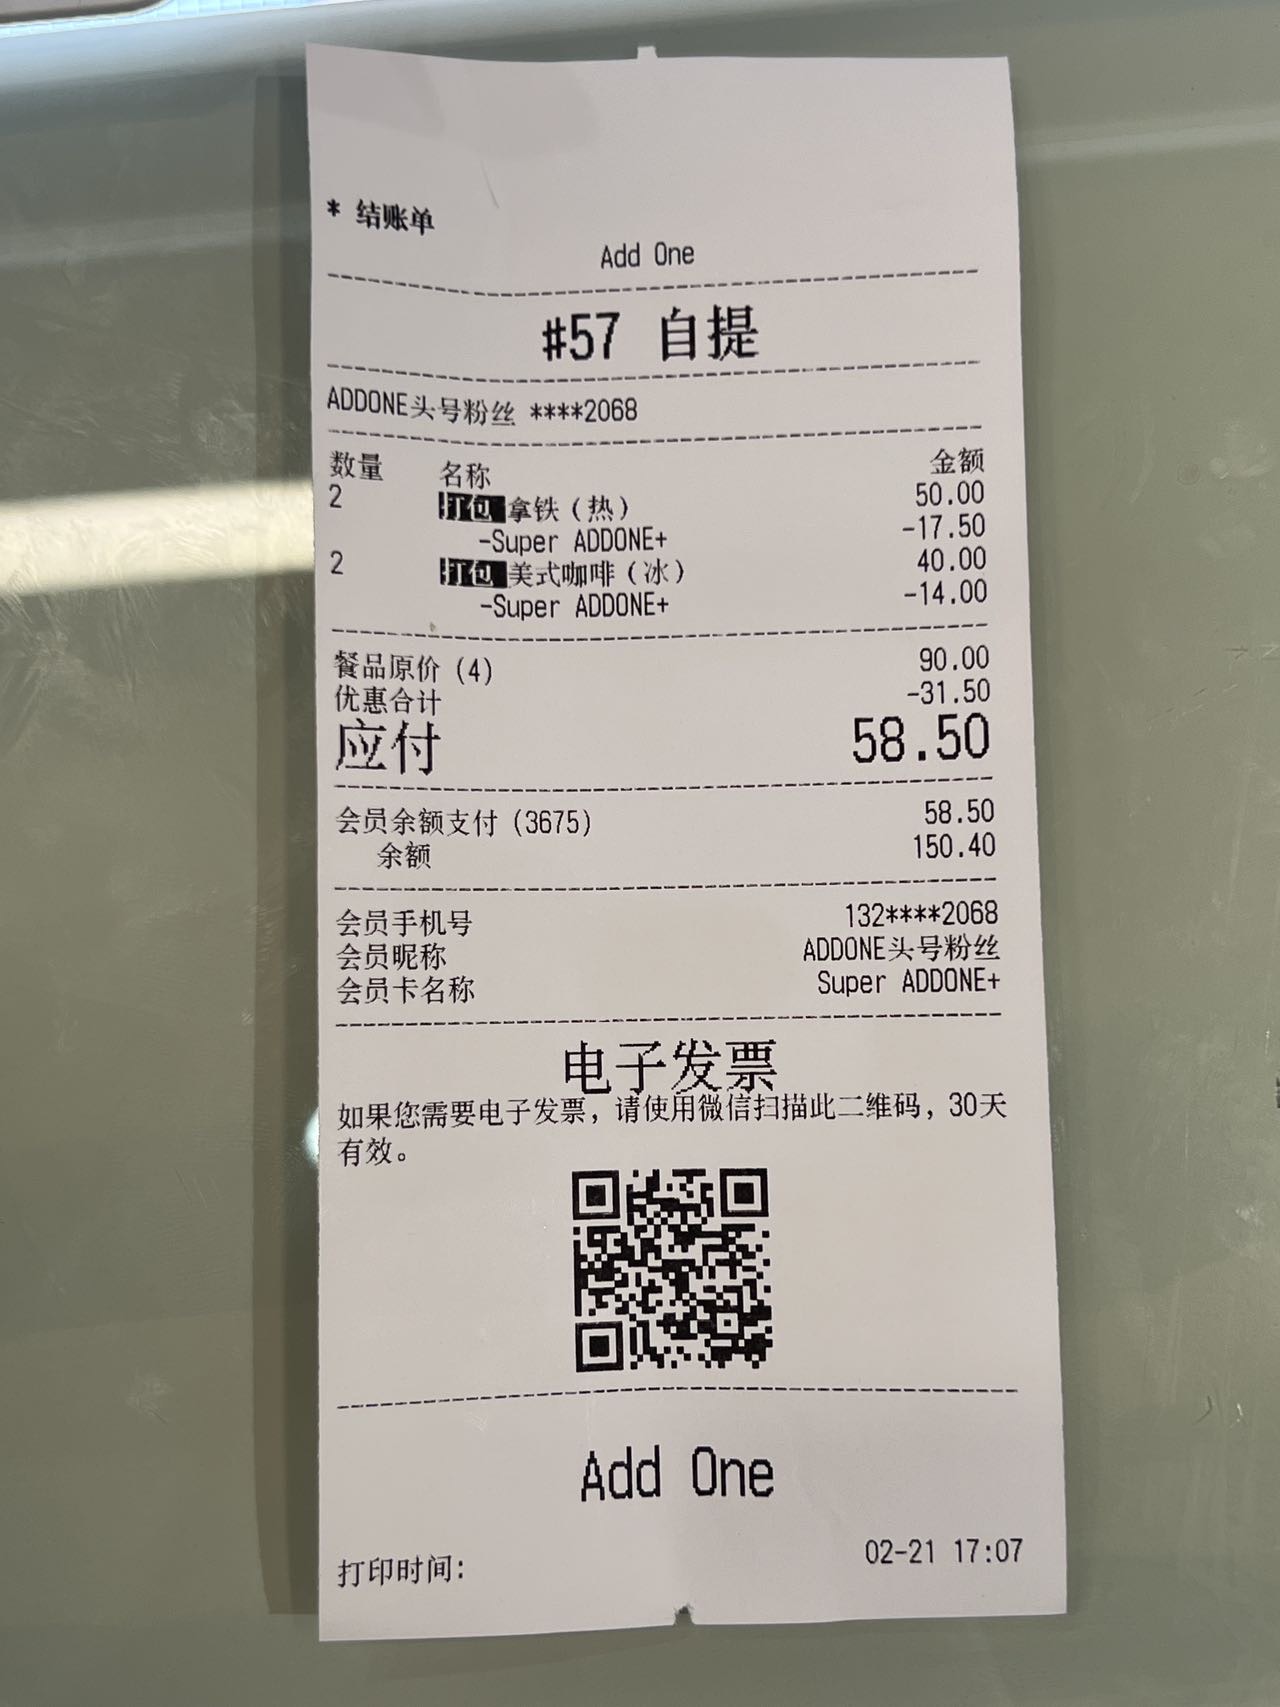 * 结账单
Add One
#57 自提
ADDONE头号粉丝 ****2068
数量 名称 金额
2 打包 拿铁（热） 50.00
-Super ADDONE+ -17.50
2 打包 美式咖啡（冰） 40.00
-Super ADDONE+ -14.00
餐品原价 (4) 90.00
优惠合计 -31.50
应付 58.50
会员余额支付 (3675) 58.50
余额 150.40
会员手机号 132****2068
会员昵称 ADDONE头号粉丝
会员卡名称 Super ADDONE+
电子发票
如果您需要电子发票，请使用微信扫描此二维码，30天
有效。
Add One
打印时间: 02-21 17:07